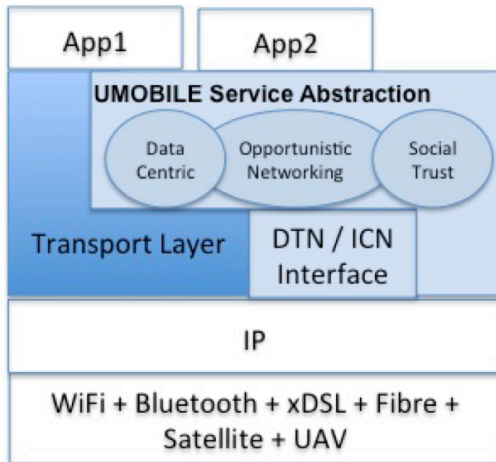 App1
App2
UMOBILE Service Abstraction
Data
Centric
Opportunistic
Networking
Social
Trust
Transport Layer
DTN / ICN
Interface
IP
WiFi + Bluetooth + xDSL + Fibre +
Satellite + UAV